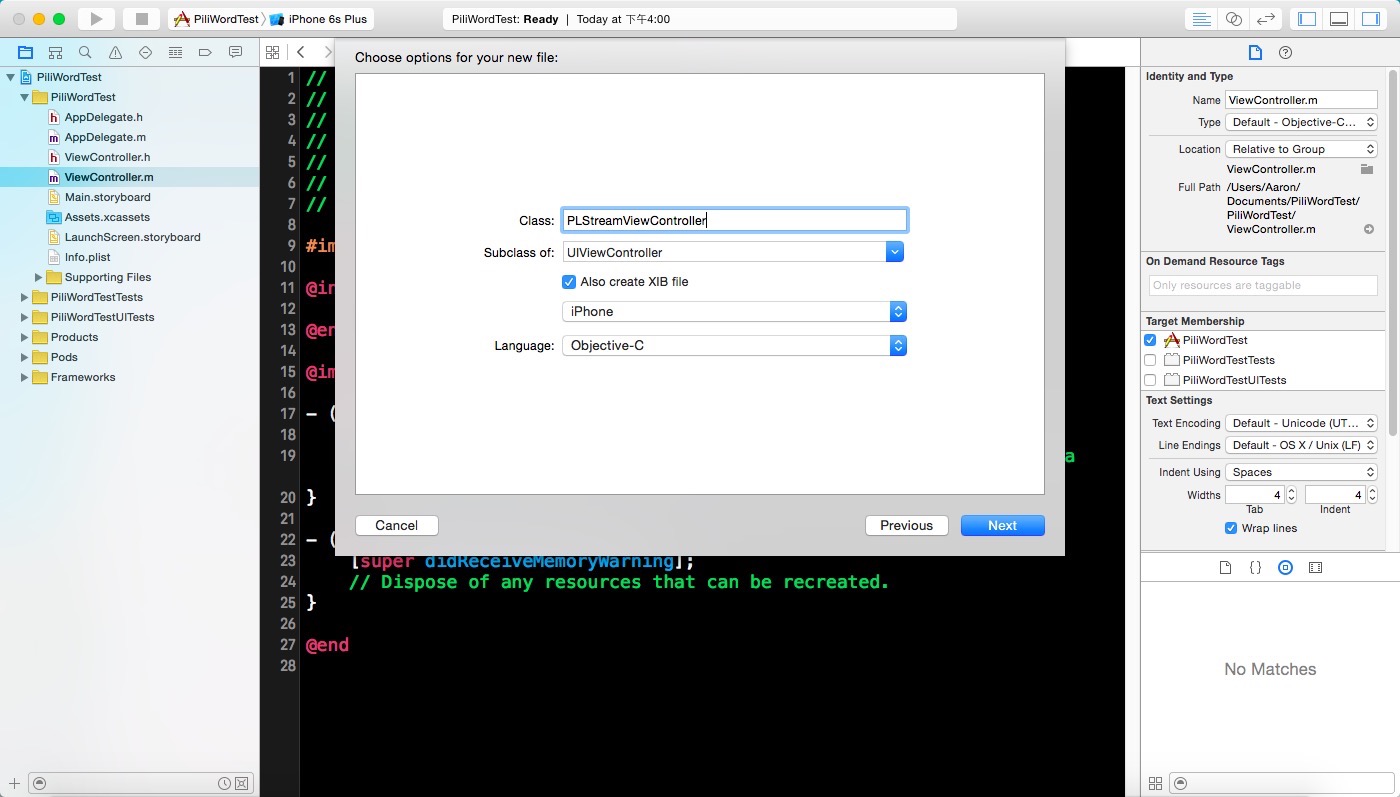 PiliWordTest
iPhone 6s Plus
PiliWordTest: Ready | Today at 下午4:00
PiliWordTest
PiliWordTest
AppDelegate.h
AppDelegate.m
ViewController.h
ViewController.m
Main.storyboard
Assets.xcassets
LaunchScreen.storyboard
Info.plist
Supporting Files
PiliWordTestTests
PiliWordTestUITests
Products
Pods
Frameworks
Choose options for your new file:
Class: PLStreamViewController
Subclass of: UIViewController
Also create XIB file
iPhone
Language: Objective-C
Cancel
Previous
Next
1 //
2 //
3 //
4 //
5 //
6 //
7 //
8
9 #im
10
11 @in
12
13 @en
14
15 @im
16
17 – (
18
19 a
20 }
21
22 – (
23 [super didReceiveMemoryWarning];
24 // Dispose of any resources that can be recreated.
25 }
26
27 @end
28
Identity and Type
Name ViewController.m
Type Default - Objective-C...
Location Relative to Group
ViewController.m
Full Path /Users/Aaron/
Documents/PiliWordTest/
PiliWordTest/
ViewController.m
On Demand Resource Tags
Only resources are taggable
Target Membership
PiliWordTest
PiliWordTestTests
PiliWordTestUITests
Text Settings
Text Encoding Default - Unicode (UT...
Line Endings Default - OS X / Unix (LF)
Indent Using Spaces
Widths 4 4
Tab Indent
Wrap lines
No Matches